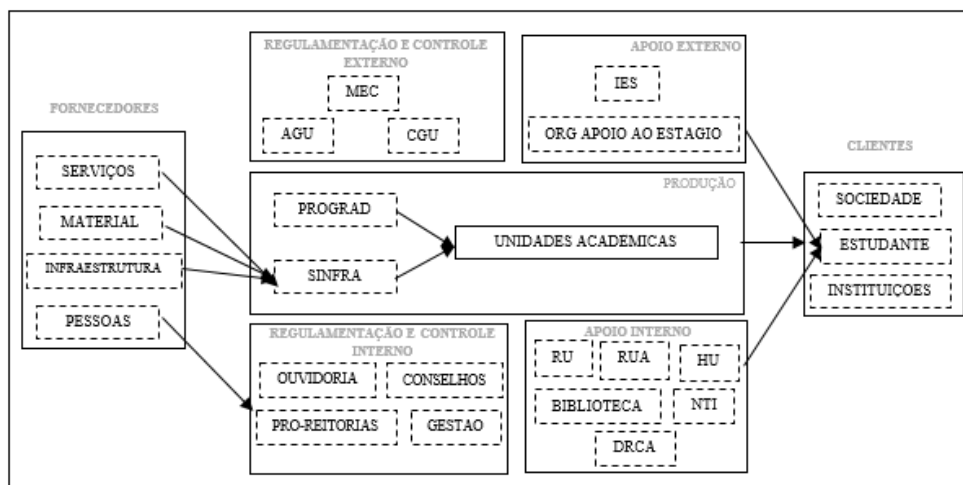 REGULAMENTAÇÃO E CONTROLE
EXTERNO
MEC
AGU
CGU
APOIO EXTERNO
IES
ORG APOIO AO ESTAGIO
FORNECEDORES
SERVIÇOS
MATERIAL
INFRAESTRUTURA
PESSOAS
PRODUÇÃO
PROGRAD
SINFRA
UNIDADES ACADEMICAS
CLIENTES
SOCIEDADE
ESTUDANTE
INSTITUIÇOES
REGULAMENTAÇÃO E CONTROLE
INTERNO
OUVIDORIA
CONSELHOS
PRO-REITORIAS
GESTAO
APOIO INTERNO
RU
RUA
HU
BIBLIOTECA
NTI
DRCA